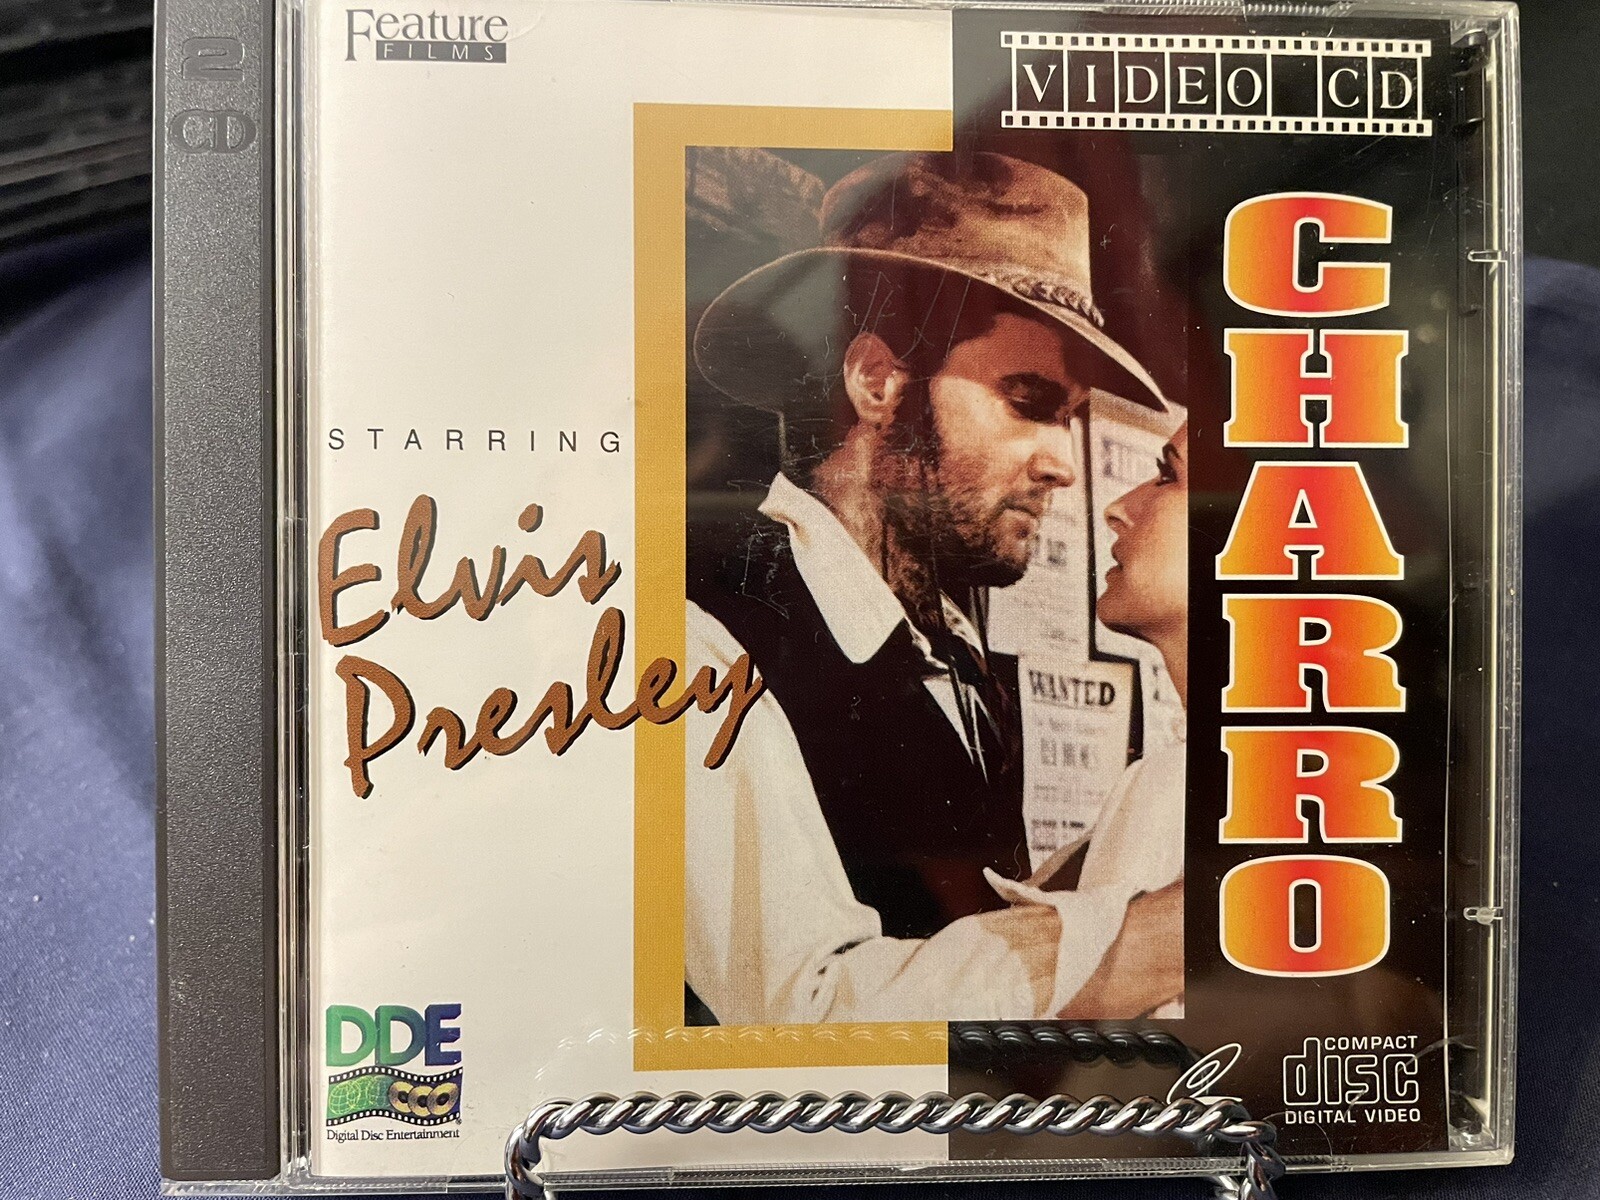 2
CD
Feature
FILMS
VIDEO CD
CHARRO
STARRING
Elvis
Presley
WANTED
DDE
Digital Disc Entertainment
COMPACT
disc
DIGITAL VIDEO